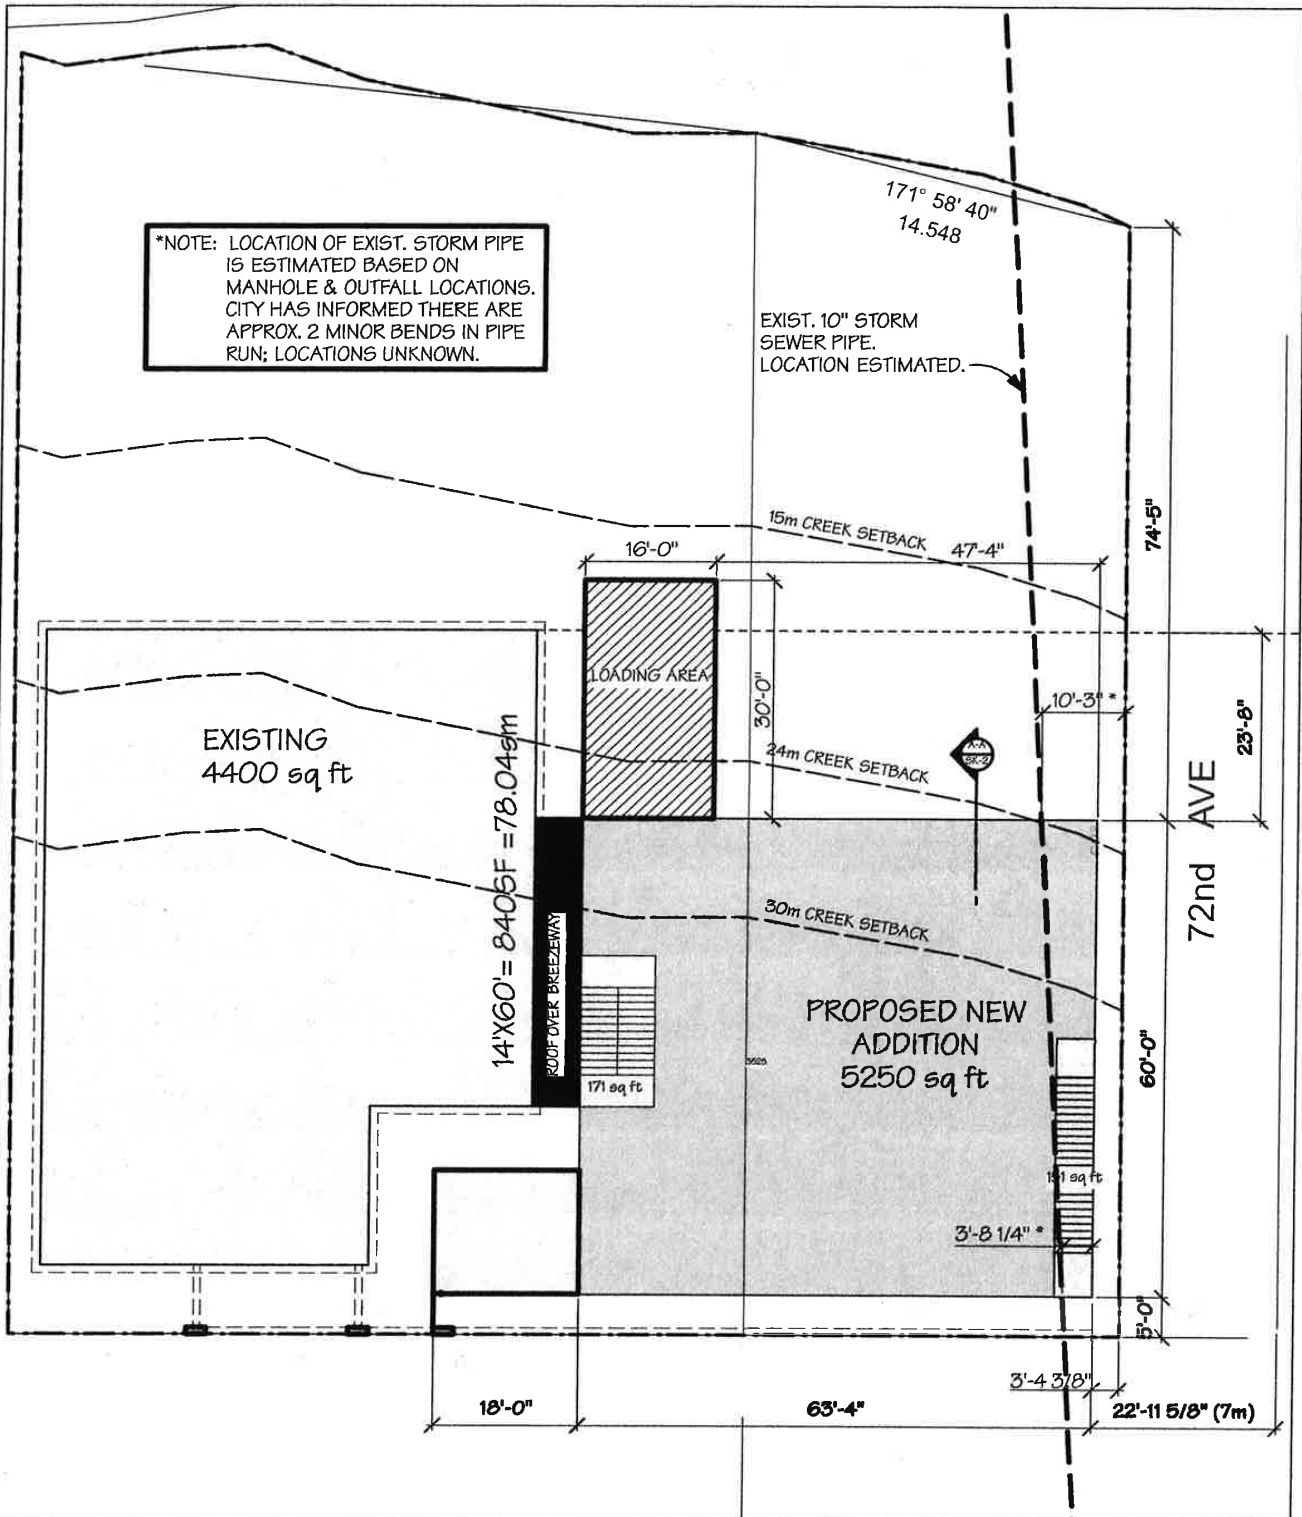 171° 58' 40"
14.548
*NOTE: LOCATION OF EXIST. STORM PIPE
IS ESTIMATED BASED ON
MANHOLE & OUTFALL LOCATIONS.
CITY HAS INFORMED THERE ARE
APPROX. 2 MINOR BENDS IN PIPE
RUN; LOCATIONS UNKNOWN.
EXIST. 10" STORM
SEWER PIPE.
LOCATION ESTIMATED.
74'-5"
15m CREEK SETBACK
16'-0"
47'-4"
LOADING AREA
30'-0"
10'-3" *
23'-8"
EXISTING
4400 sq ft
24m CREEK SETBACK
A-A
SK-2
72nd AVE
14'X60'= 840SF =78.04sm
ROOF OVER BREEZEWAY
30m CREEK SETBACK
PROPOSED NEW
ADDITION
5250 sq ft
60'-0"
171 sq ft
sq ft
3'-8 1/4" *
5'-0"
3'-4 3/8"
18'-0"
63'-4"
22'-11 5/8" (7m)